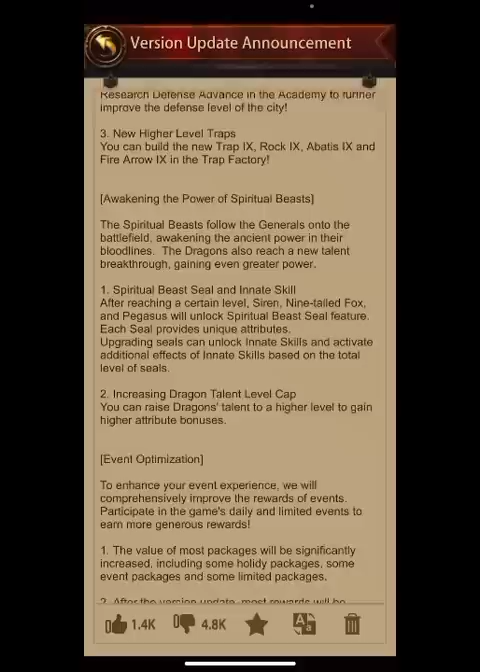 Version Update Announcement
Research Defense Advance in the Academy to further
improve the defense level of the city!
3. New Higher Level Traps
You can build the new Trap IX, Rock IX, Abatis IX and
Fire Arrow IX in the Trap Factory!
[Awakening the Power of Spiritual Beasts]
The Spiritual Beasts follow the Generals onto the
battlefield, awakening the ancient power in their
bloodlines. The Dragons also reach a new talent
breakthrough, gaining even greater power.
1. Spiritual Beast Seal and Innate Skill
After reaching a certain level, Siren, Nine-tailed Fox,
and Pegasus will unlock Spiritual Beast Seal feature.
Each Seal provides unique attributes.
Upgrading seals can unlock Innate Skills and activate
additional effects of Innate Skills based on the total
level of seals.
2. Increasing Dragon Talent Level Cap
You can raise Dragons' talent to a higher level to gain
higher attribute bonuses.
[Event Optimization]
To enhance your event experience, we will
comprehensively improve the rewards of events.
Participate in the game's daily and limited events to
earn more generous rewards!
1. The value of most packages will be significantly
increased, including some holidy packages, some
event packages and some limited packages.
2. After the version update, most rewards will be
1.4K 4.8K A a